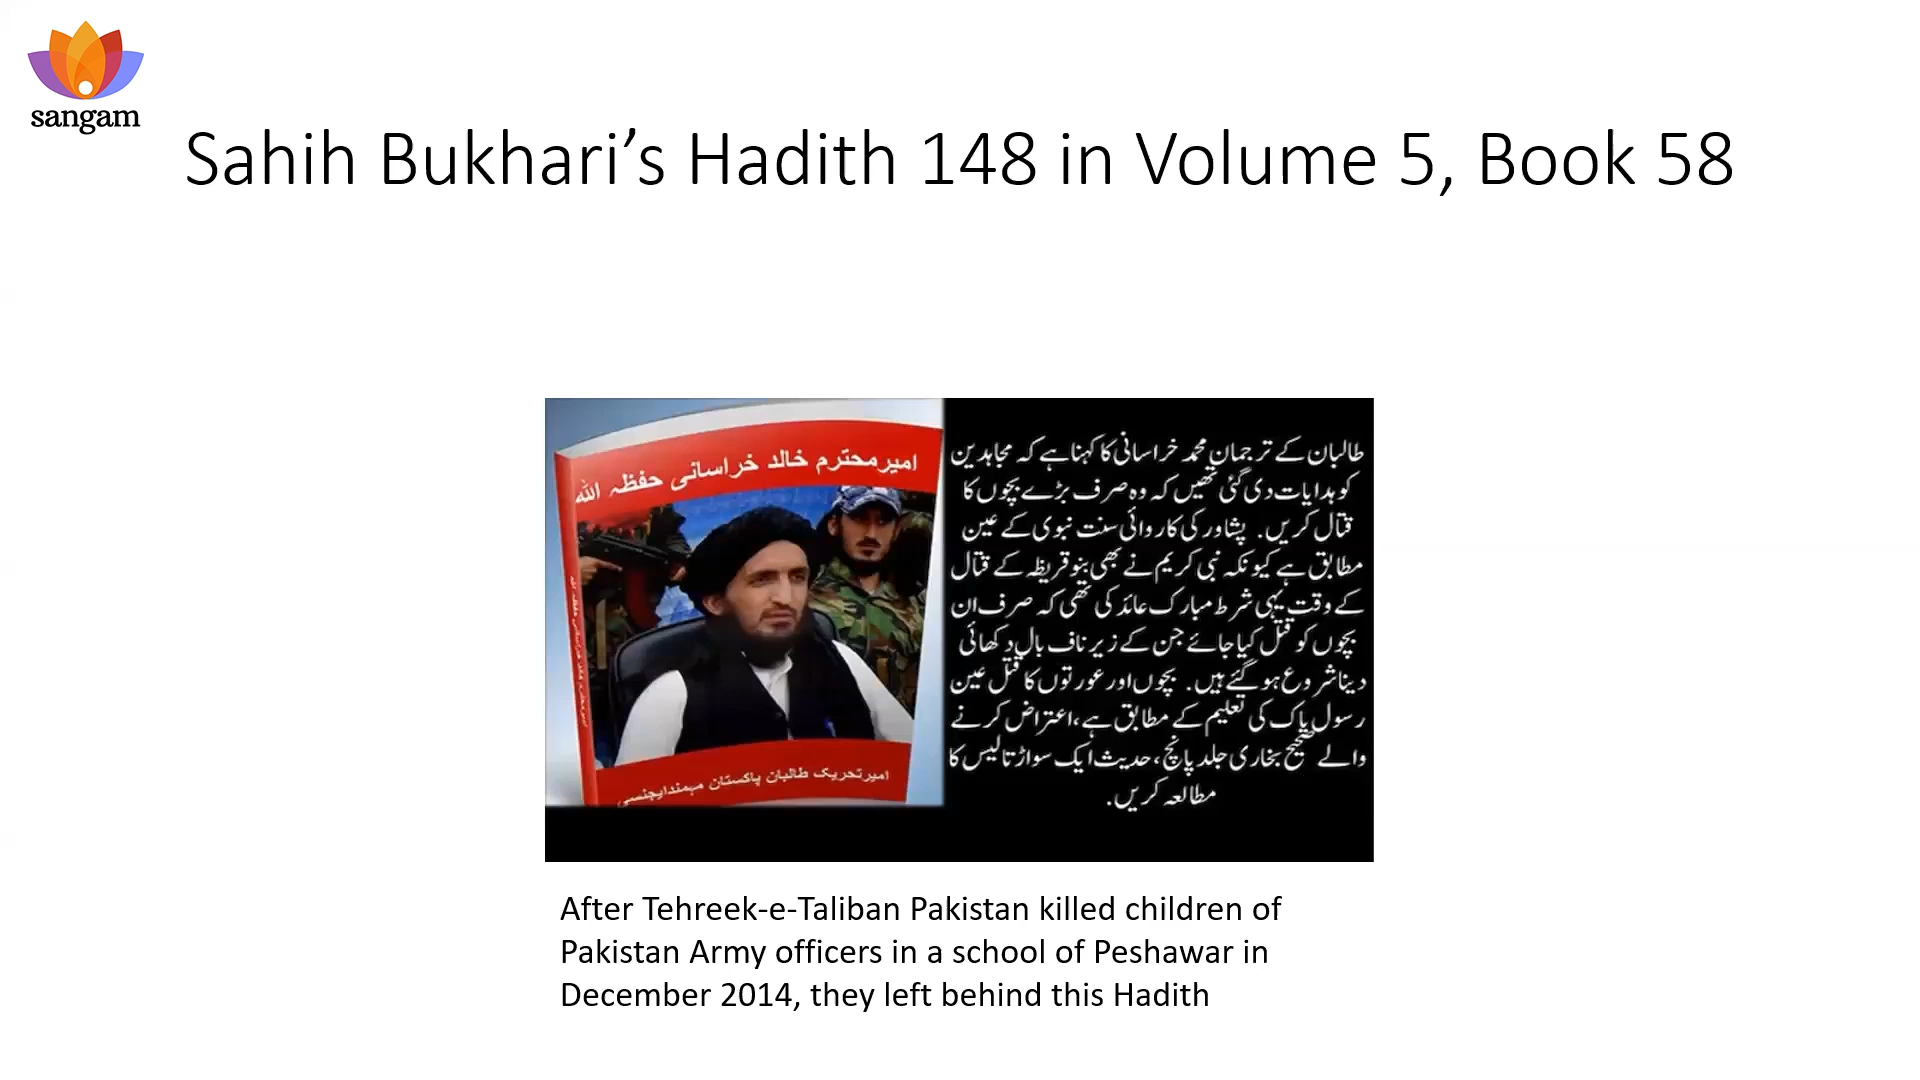 sangam
Sahih Bukhari’s Hadith 148 in Volume 5, Book 58
امیر محترم خالد خراسانی حفظہ اللہ
امیر تحریک طالبان پاکستان مہمند ایجنسی
طالبان کے ترجمان محمد خراسانی کا کہنا ہے کہ مجاہدین
کو ہدایات دی گئی تھیں کہ وہ صرف بڑے بچوں کا
قتال کریں. پشاور کی کاروائی سنت نبوی کے عین
مطابق ہے کیونکہ نبی کریم نے بھی بنو قریظہ کے قتال
کے وقت یہی شرط مبارک عائد کی تھی کہ صرف ان
بچوں کو قتل کیا جائے جن کے زیر ناف بال دکھائی
دینا شروع ہو گئے ہیں. بچوں اور عورتوں کا قتل عین
رسول پاک کی تعلیم کے مطابق ہے، اعتراض کرنے
والے صحیح بخاری جلد پانچ، حدیث ایک سو اڑتالیس کا
مطالعہ کریں.
After Tehreek-e-Taliban Pakistan killed children of
Pakistan Army officers in a school of Peshawar in
December 2014, they left behind this Hadith